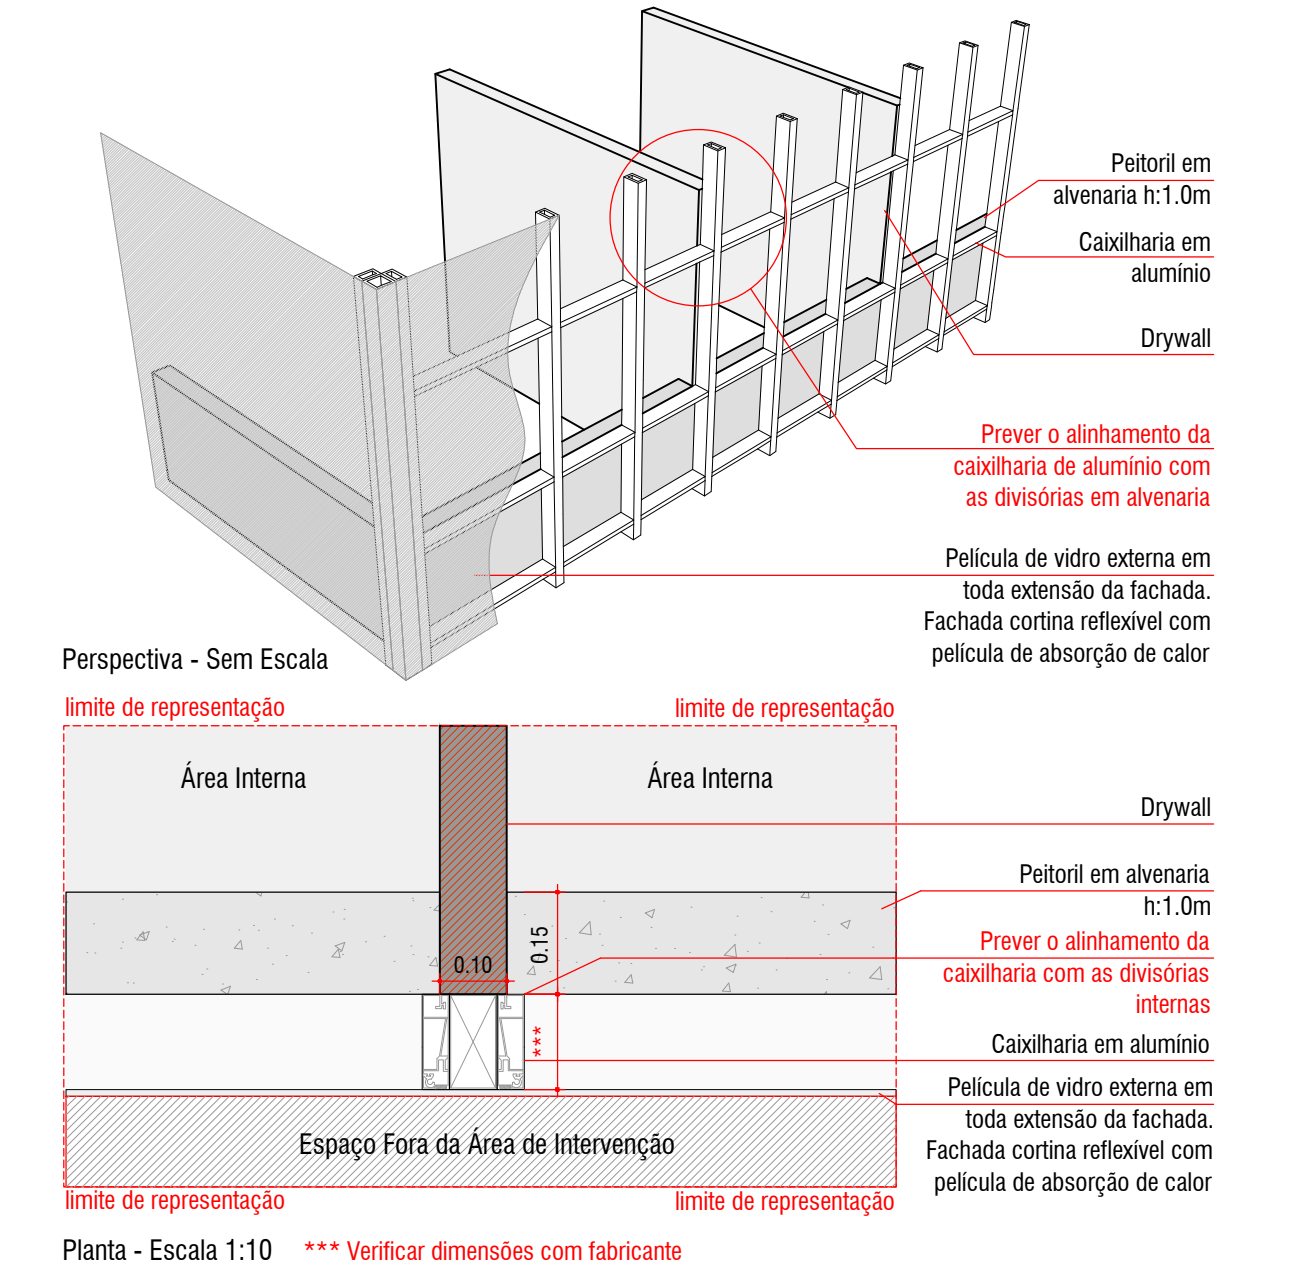 Peitoril em
alvenaria h:1.0m
Caixilharia em
alumínio
Drywall
Prever o alinhamento da
caixilharia de alumínio com
as divisórias em alvenaria
Película de vidro externa em
toda extensão da fachada.
Fachada cortina reflexível com
película de absorção de calor
Perspectiva - Sem Escala
limite de representação
limite de representação
Área Interna
Área Interna
Drywall
Peitoril em alvenaria
h:1.0m
0.10
0.15
Prever o alinhamento da
caixilharia com as divisórias
internas
***
Caixilharia em alumínio
Película de vidro externa em
toda extensão da fachada.
Fachada cortina reflexível com
película de absorção de calor
Espaço Fora da Área de Intervenção
limite de representação
limite de representação
Planta - Escala 1:10
*** Verificar dimensões com fabricante